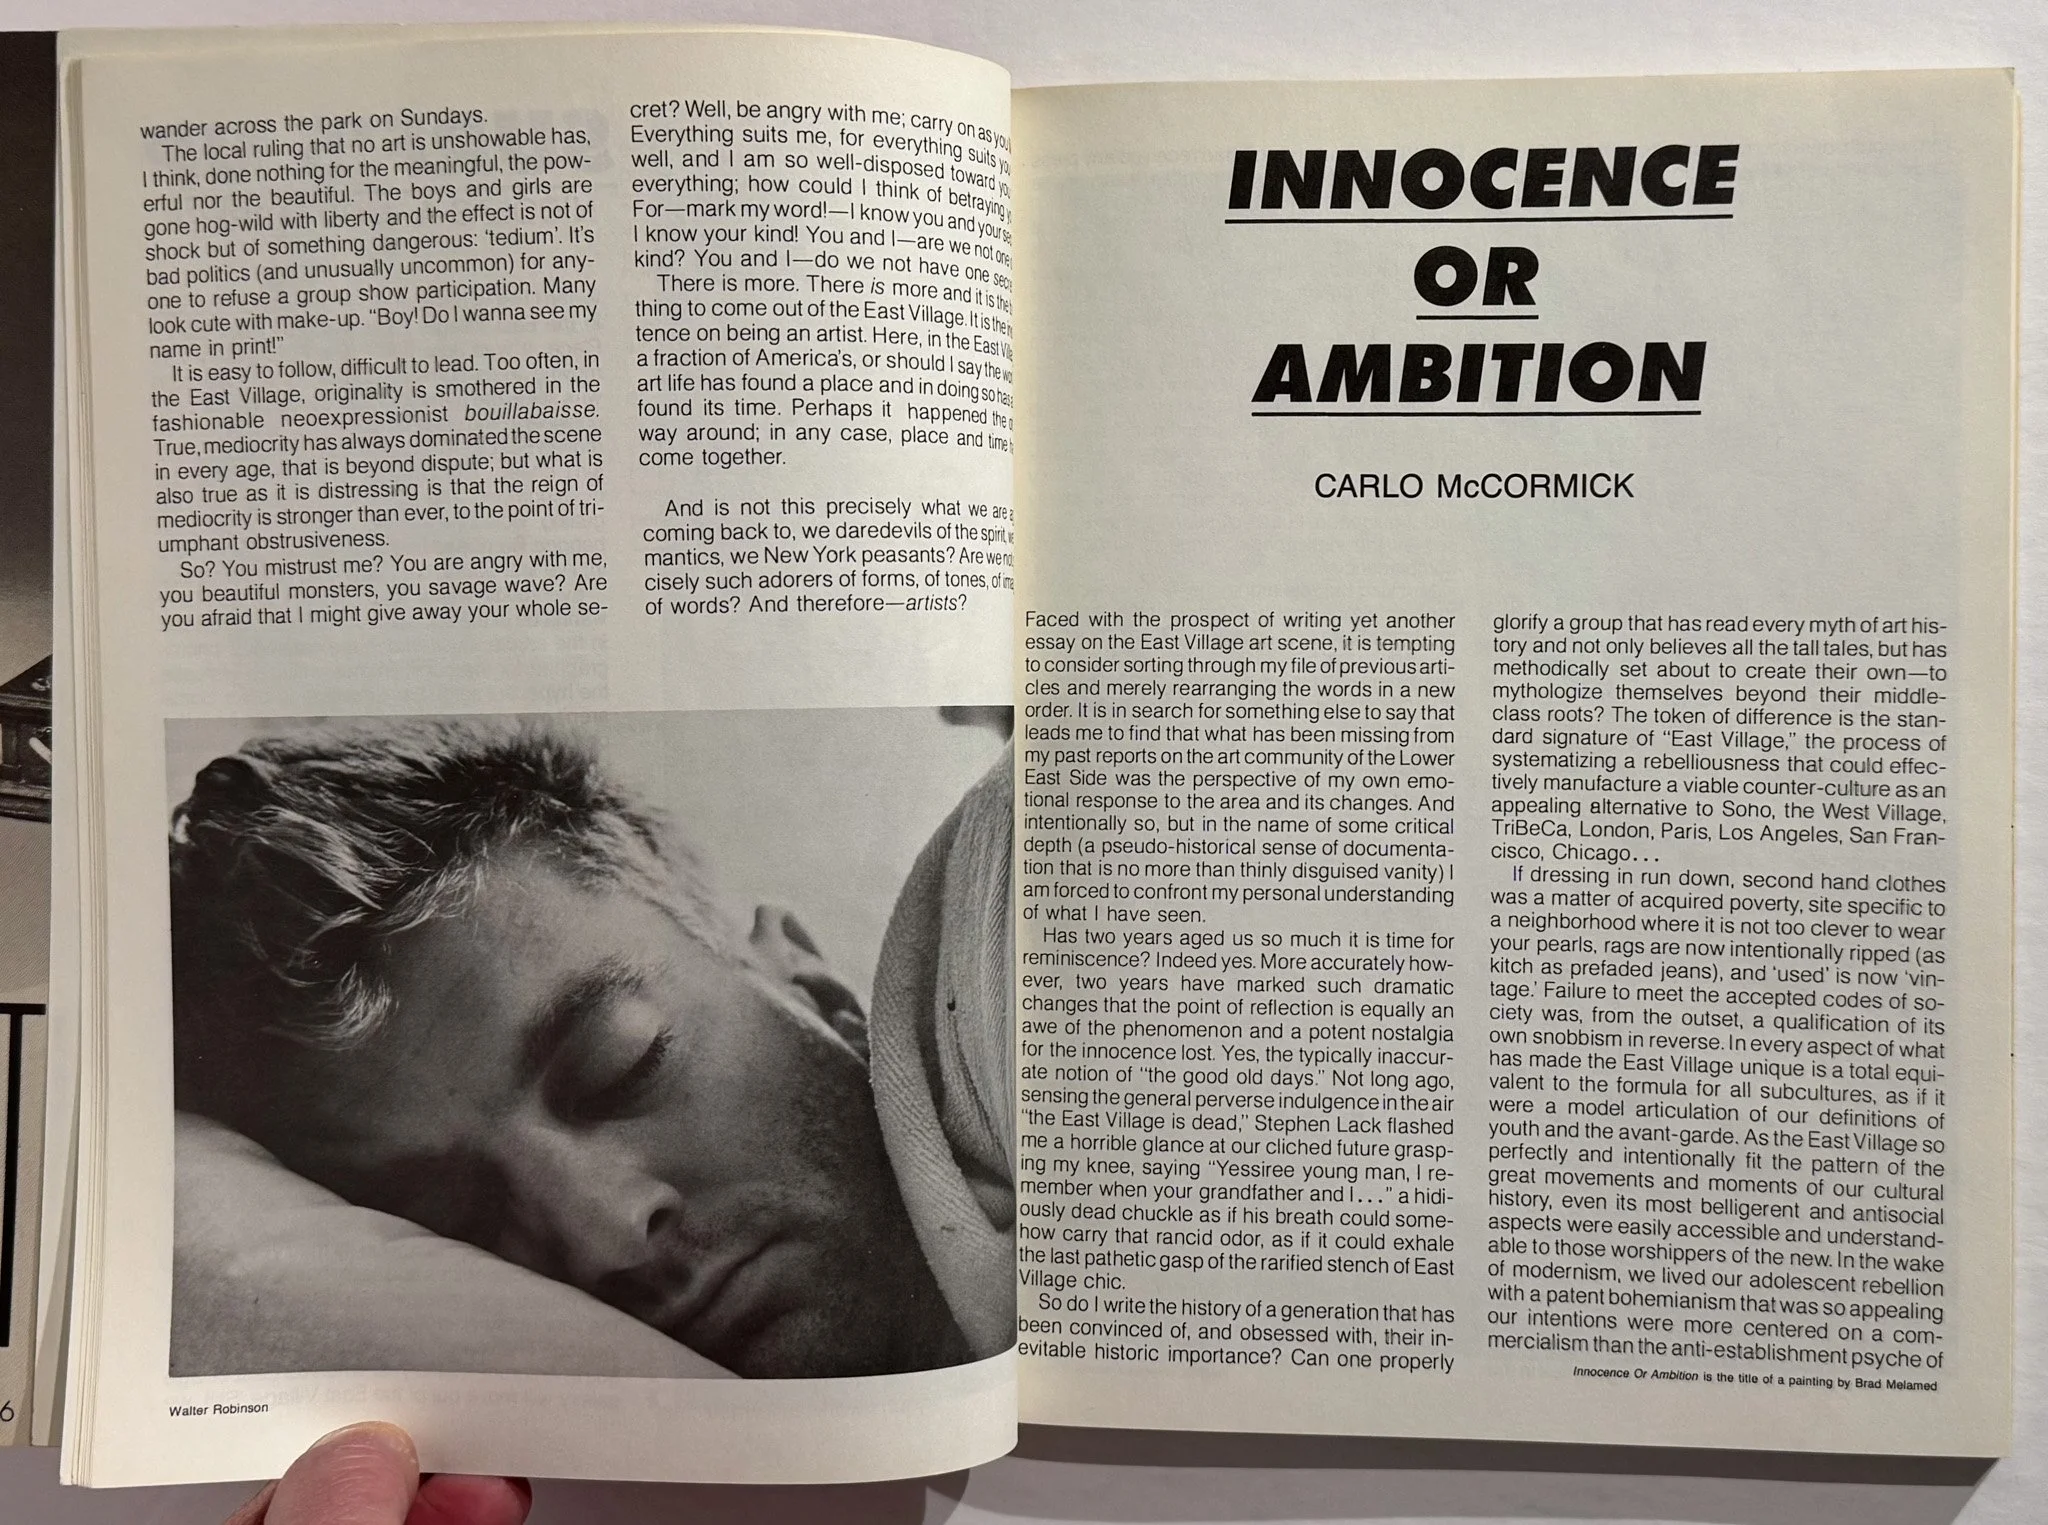 wander across the park on Sundays.
The local ruling that no art is unshowable has,
I think, done nothing for the meaningful, the pow-
erful nor the beautiful. The boys and girls are
gone hog-wild with liberty and the effect is not of
shock but of something dangerous: ‘tedium’. It’s
bad politics (and unusually uncommon) for any-
one to refuse a group show participation. Many
look cute with make-up. “Boy! Do I wanna see my
name in print!”
It is easy to follow, difficult to lead. Too often, in
the East Village, originality is smothered in the
fashionable neoexpressionist bouillabaisse.
True, mediocrity has always dominated the scene
in every age, that is beyond dispute; but what is
also true as it is distressing is that the reign of
mediocrity is stronger than ever, to the point of tri-
umphant obstrusiveness.
So? You mistrust me? You are angry with me,
you beautiful monsters, you savage wave? Are
you afraid that I might give away your whole se-
cret? Well, be angry with me; carry on as
Everything suits me, for everything suits
well, and I am so well-disposed toward
everything; how could I think of betraying
For—mark my word!—I know you and your
I know your kind! You and I—are we not one
kind? You and I—do we not have one
There is more. There is more and it is the
thing to come out of the East Village. It is the
tence on being an artist. Here, in the East
a fraction of America’s, or should I say the
art life has found a place and in doing so
found its time. Perhaps it happened the
way around; in any case, place and time
come together.
And is not this precisely what we are
coming back to, we daredevils of the spirit,
mantics, we New York peasants? Are we
cisely such adorers of forms, of tones, of
of words? And therefore—artists?
Walter Robinson
6
INNOCENCE
OR
AMBITION
CARLO McCORMICK
Faced with the prospect of writing yet another
essay on the East Village art scene, it is tempting
to consider sorting through my file of previous arti-
cles and merely rearranging the words in a new
order. It is in search for something else to say that
leads me to find that what has been missing from
my past reports on the art community of the Lower
East Side was the perspective of my own emo-
tional response to the area and its changes. And
intentionally so, but in the name of some critical
depth (a pseudo-historical sense of documenta-
tion that is no more than thinly disguised vanity) I
am forced to confront my personal understanding
of what I have seen.
Has two years aged us so much it is time for
reminiscence? Indeed yes. More accurately how-
ever, two years have marked such dramatic
changes that the point of reflection is equally an
awe of the phenomenon and a potent nostalgia
for the innocence lost. Yes, the typically inaccur-
ate notion of “the good old days.” Not long ago,
sensing the general perverse indulgence in the air
“the East Village is dead,” Stephen Lack flashed
me a horrible glance at our cliched future grasp-
ing my knee, saying “Yessiree young man, I re-
member when your grandfather and I...” a hidi-
ously dead chuckle as if his breath could some-
how carry that rancid odor, as if it could exhale
the last pathetic gasp of the rarified stench of East
Village chic.
So do I write the history of a generation that has
been convinced of, and obsessed with, their in-
evitable historic importance? Can one properly
glorify a group that has read every myth of art his-
tory and not only believes all the tall tales, but has
methodically set about to create their own—to
mythologize themselves beyond their middle-
class roots? The token of difference is the stan-
dard signature of “East Village,” the process of
systematizing a rebelliousness that could effec-
tively manufacture a viable counter-culture as an
appealing alternative to Soho, the West Village,
TriBeCa, London, Paris, Los Angeles, San Fran-
cisco, Chicago...
If dressing in run down, second hand clothes
was a matter of acquired poverty, site specific to
a neighborhood where it is not too clever to wear
your pearls, rags are now intentionally ripped (as
kitch as prefaded jeans), and ‘used’ is now ‘vin-
tage.’ Failure to meet the accepted codes of so-
ciety was, from the outset, a qualification of its
own snobbism in reverse. In every aspect of what
has made the East Village unique is a total equi-
valent to the formula for all subcultures, as if it
were a model articulation of our definitions of
youth and the avant-garde. As the East Village so
perfectly and intentionally fit the pattern of the
great movements and moments of our cultural
history, even its most belligerent and antisocial
aspects were easily accessible and understand-
able to those worshippers of the new. In the wake
of modernism, we lived our adolescent rebellion
with a patent bohemianism that was so appealing
our intentions were more centered on a com-
mercialism than the anti-establishment psyche of
Innocence Or Ambition is the title of a painting by Brad Melamed